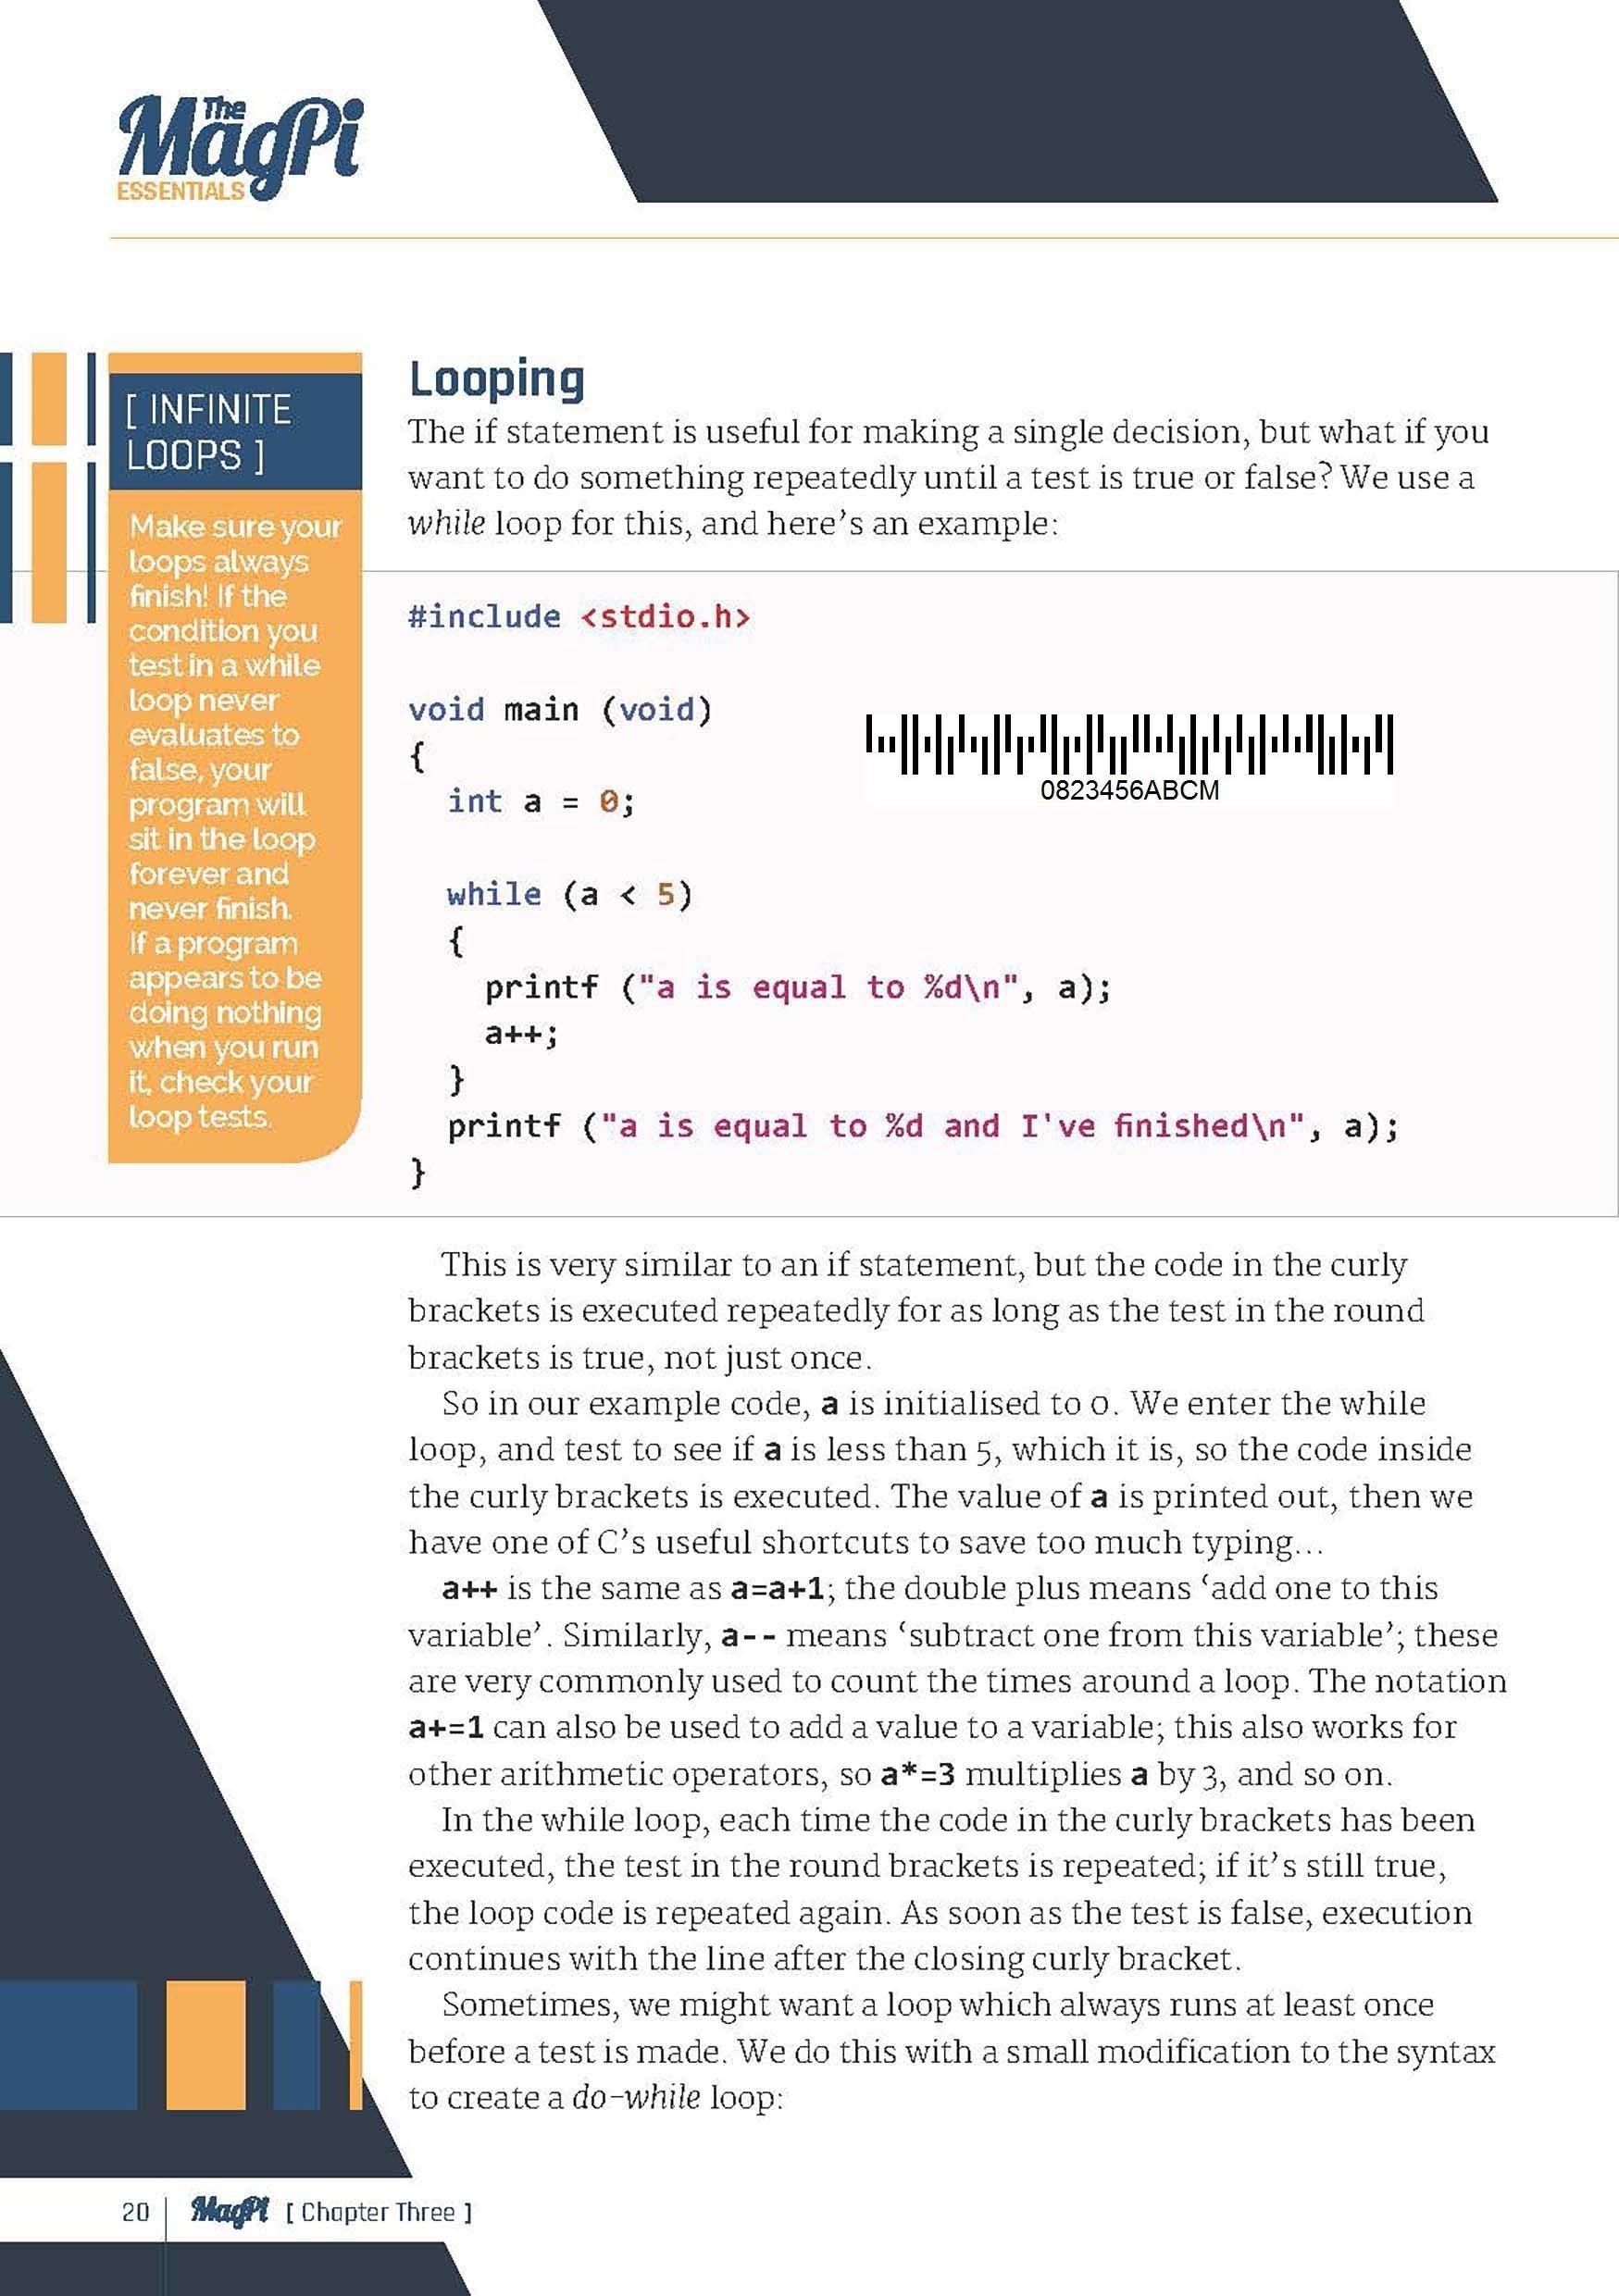 The
MagPi
ESSENTIALS
[ INFINITE
LOOPS ]
Make sure your
loops always
finish! If the
condition you
test in a while
loop never
evaluates to
false, your
program will
sit in the loop
forever and
never finish.
If a program
appears to be
doing nothing
when you run
it, check your
loop tests.
Looping
The if statement is useful for making a single decision, but what if you
want to do something repeatedly until a test is true or false? We use a
while loop for this, and here’s an example:
#include <stdio.h>
void main (void)
{
int a = 0;
0823456ABCM
while (a < 5)
{
printf ("a is equal to %d\n", a);
a++;
}
printf ("a is equal to %d and I've finished\n", a);
}
This is very similar to an if statement, but the code in the curly
brackets is executed repeatedly for as long as the test in the round
brackets is true, not just once.
So in our example code, a is initialised to 0. We enter the while
loop, and test to see if a is less than 5, which it is, so the code inside
the curly brackets is executed. The value of a is printed out, then we
have one of C’s useful shortcuts to save too much typing...
a++ is the same as a=a+1; the double plus means ‘add one to this
variable’. Similarly, a-- means ‘subtract one from this variable’; these
are very commonly used to count the times around a loop. The notation
a+=1 can also be used to add a value to a variable; this also works for
other arithmetic operators, so a*=3 multiplies a by 3, and so on.
In the while loop, each time the code in the curly brackets has been
executed, the test in the round brackets is repeated; if it’s still true,
the loop code is repeated again. As soon as the test is false, execution
continues with the line after the closing curly bracket.
Sometimes, we might want a loop which always runs at least once
before a test is made. We do this with a small modification to the syntax
to create a do-while loop:
20 MagPi [ Chapter Three ]